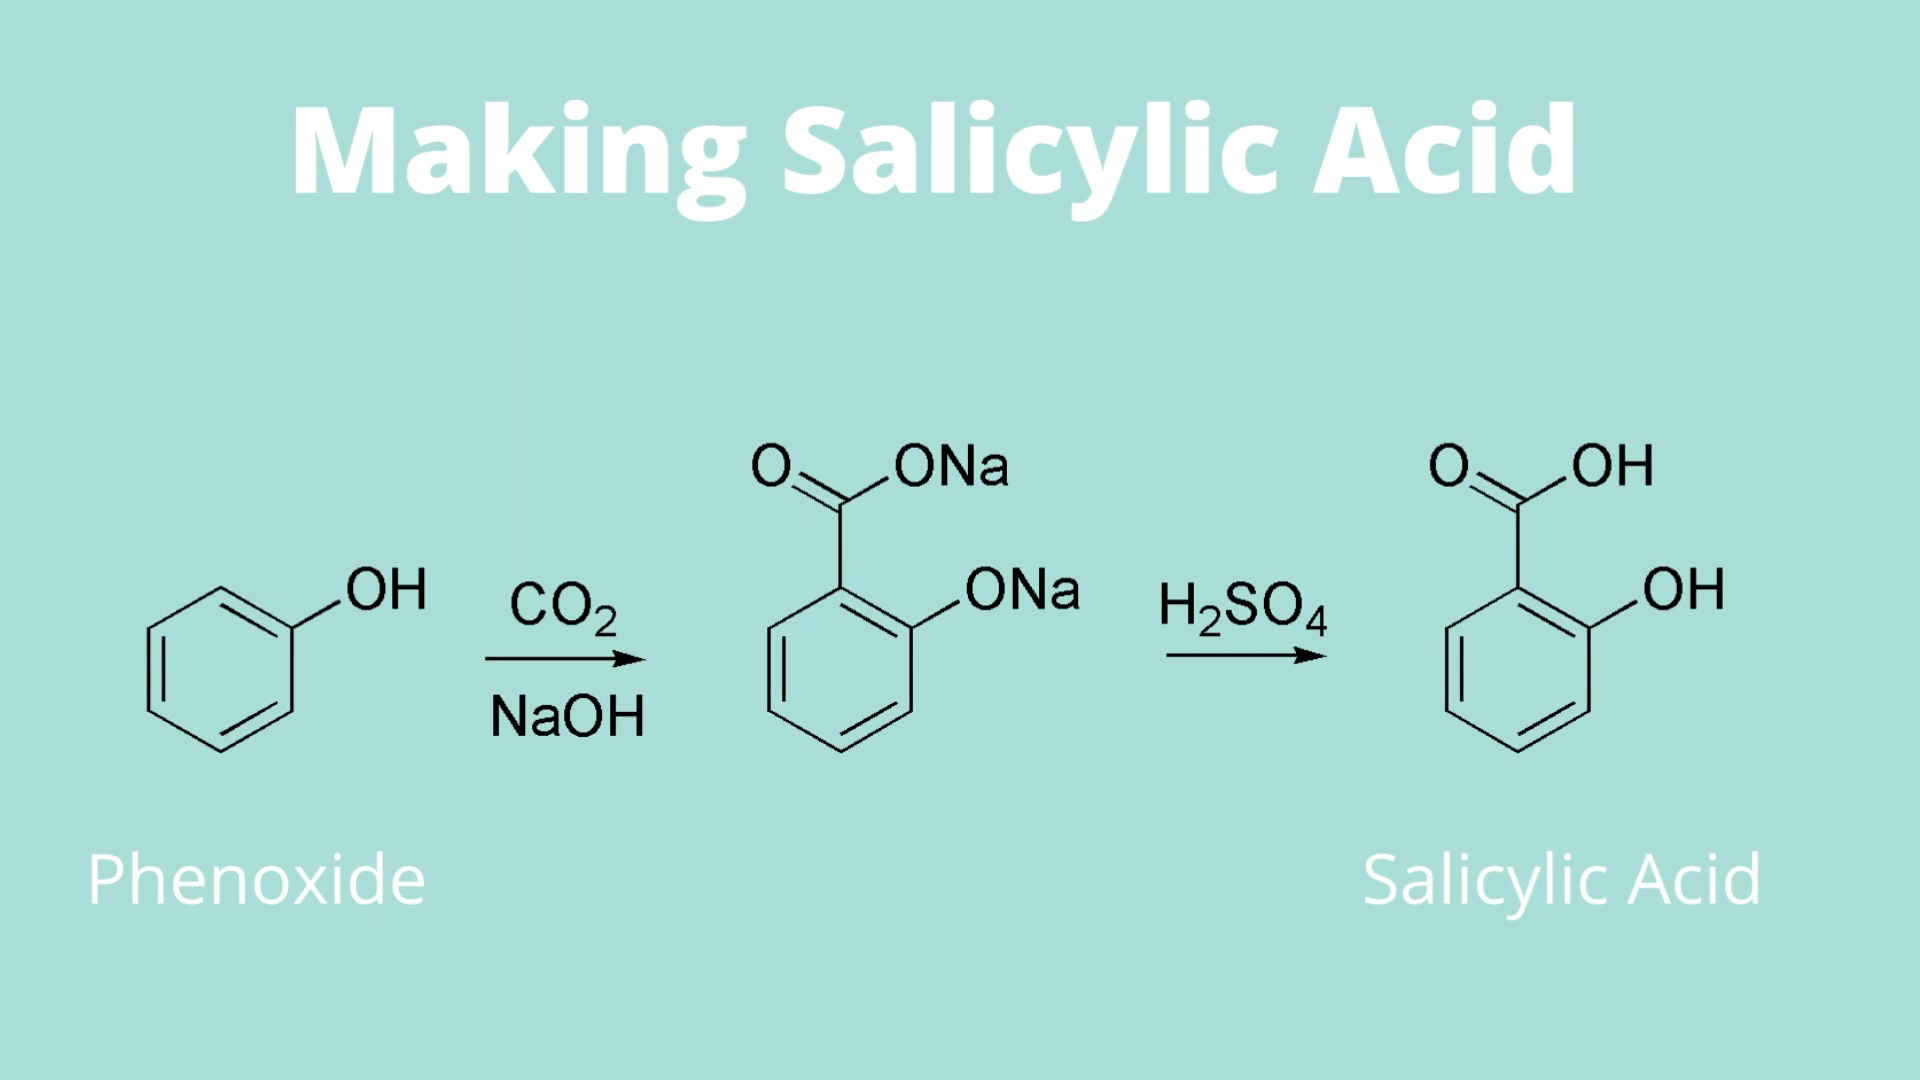 Making Salicylic Acid
O ONa
O OH
OH CO2 ONa H2SO4 OH
NaOH
Phenoxide Salicylic Acid